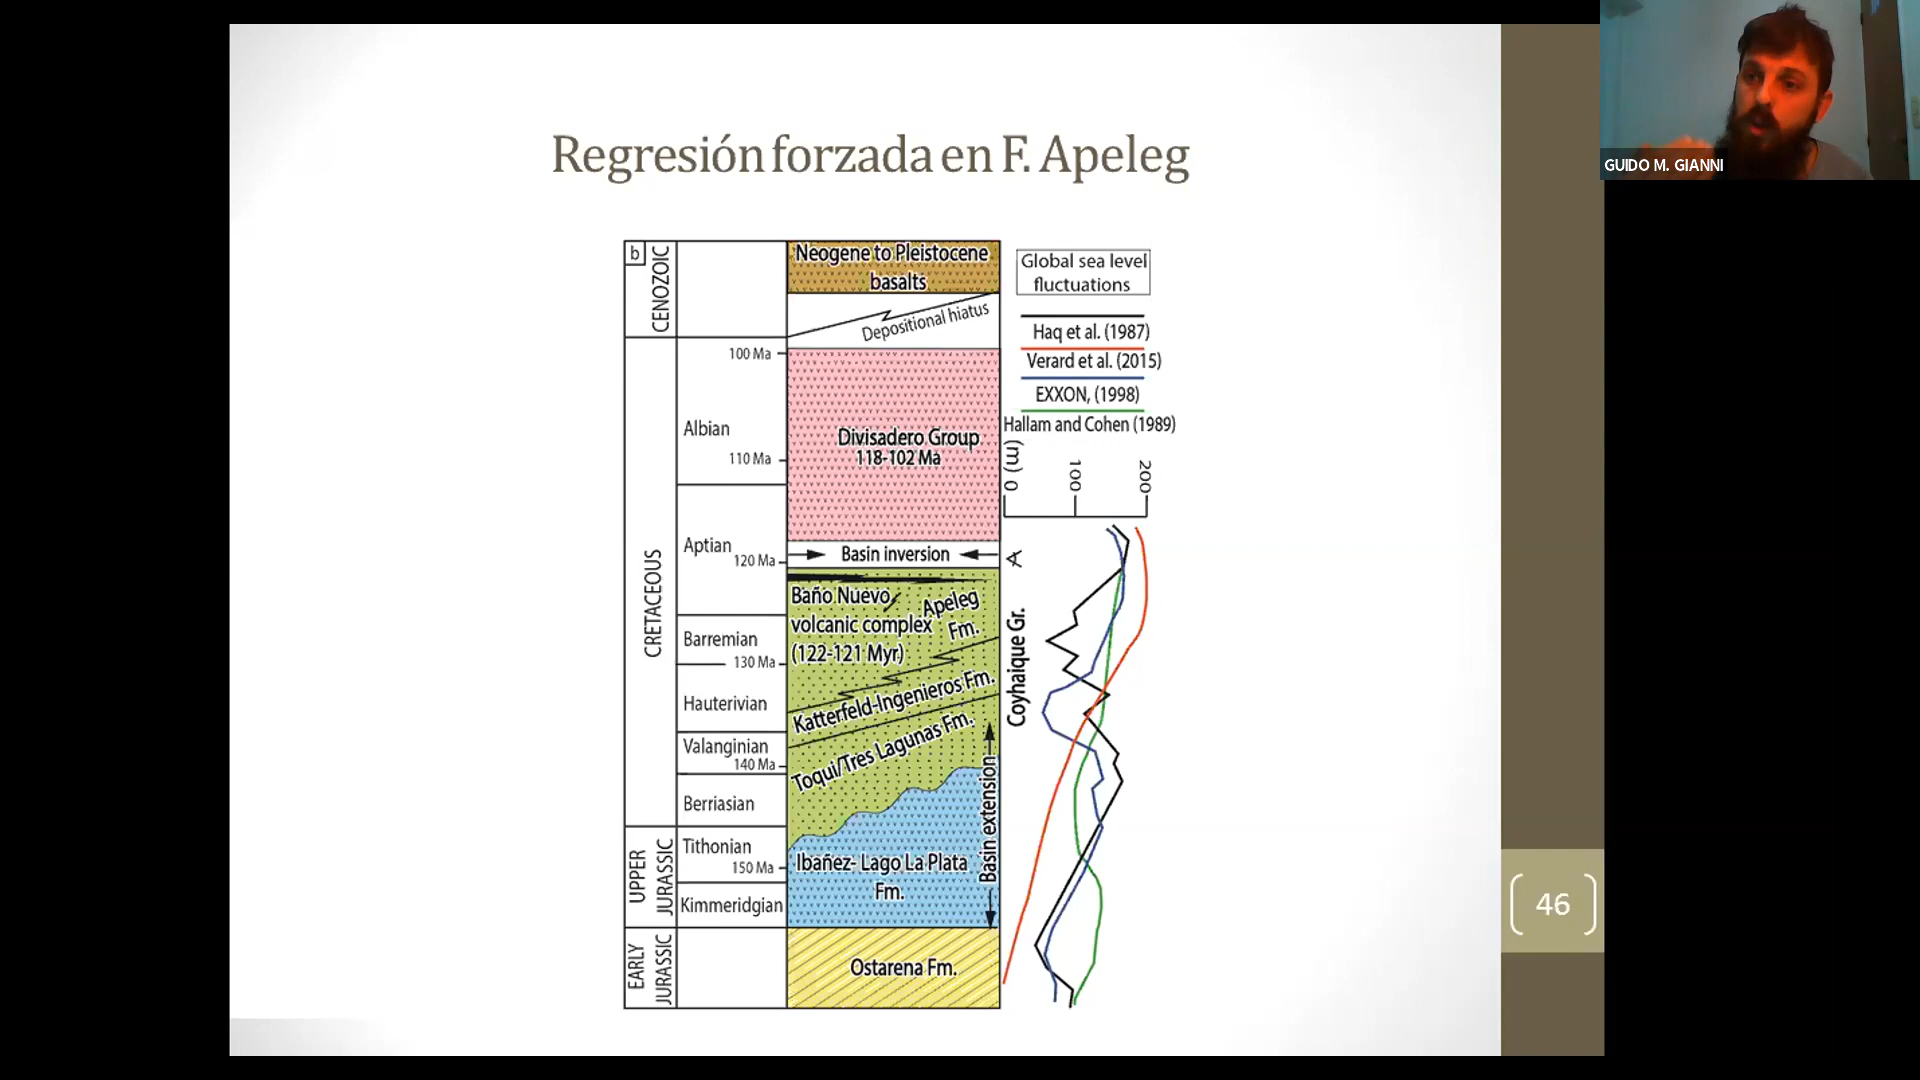 GUIDO M. GIANNI
Regresión forzada en F. Apeleg
b
CENOZOIC
Neogene to Pleistocene
basalts
Depositional hiatus
CRETACEOUS
100 Ma
Albian
110 Ma
Divisadero Group
118-102 Ma
Aptian
120 Ma
Basin inversion
A
Baño Nuevo
volcanic complex
(122-121 Myr)
Apeleg
Fm.
Barremian
130 Ma
Hauterivian
Katterfeld-Ingenieros Fm.
Valanginian
140 Ma
Toqui/Tres Lagunas Fm.
Berriasian
Coyhaique Gr.
Basin extension
UPPER
JURASSIC
Tithonian
150 Ma
Kimmeridgian
Ibañez- Lago La Plata
Fm.
EARLY
JURASSIC
Ostarena Fm.
Global sea level
fluctuations
Haq et al. (1987)
Verard et al. (2015)
EXXON, (1998)
Hallam and Cohen (1989)
(m)
0
100
200
46